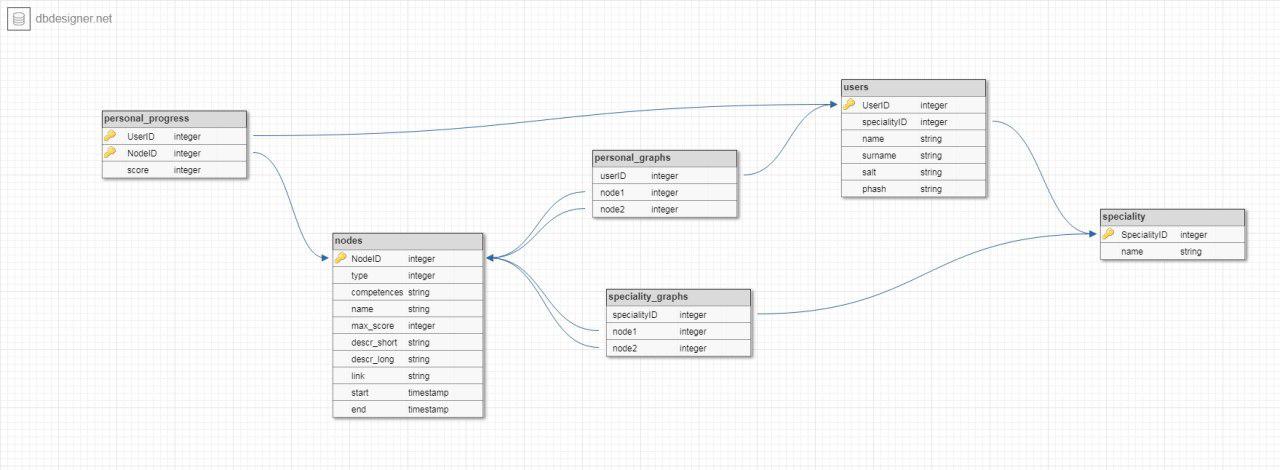 dbdesigner.net
personal_progress
UserID integer
NodeID integer
score integer
nodes
NodeID integer
type integer
competences string
name string
max_score integer
descr_short string
descr_long string
link string
start timestamp
end timestamp
personal_graphs
userID integer
node1 integer
node2 integer
speciality_graphs
specialityID integer
node1 integer
node2 integer
users
UserID integer
specialityID integer
name string
surname string
salt string
phash string
speciality
SpecialityID integer
name string